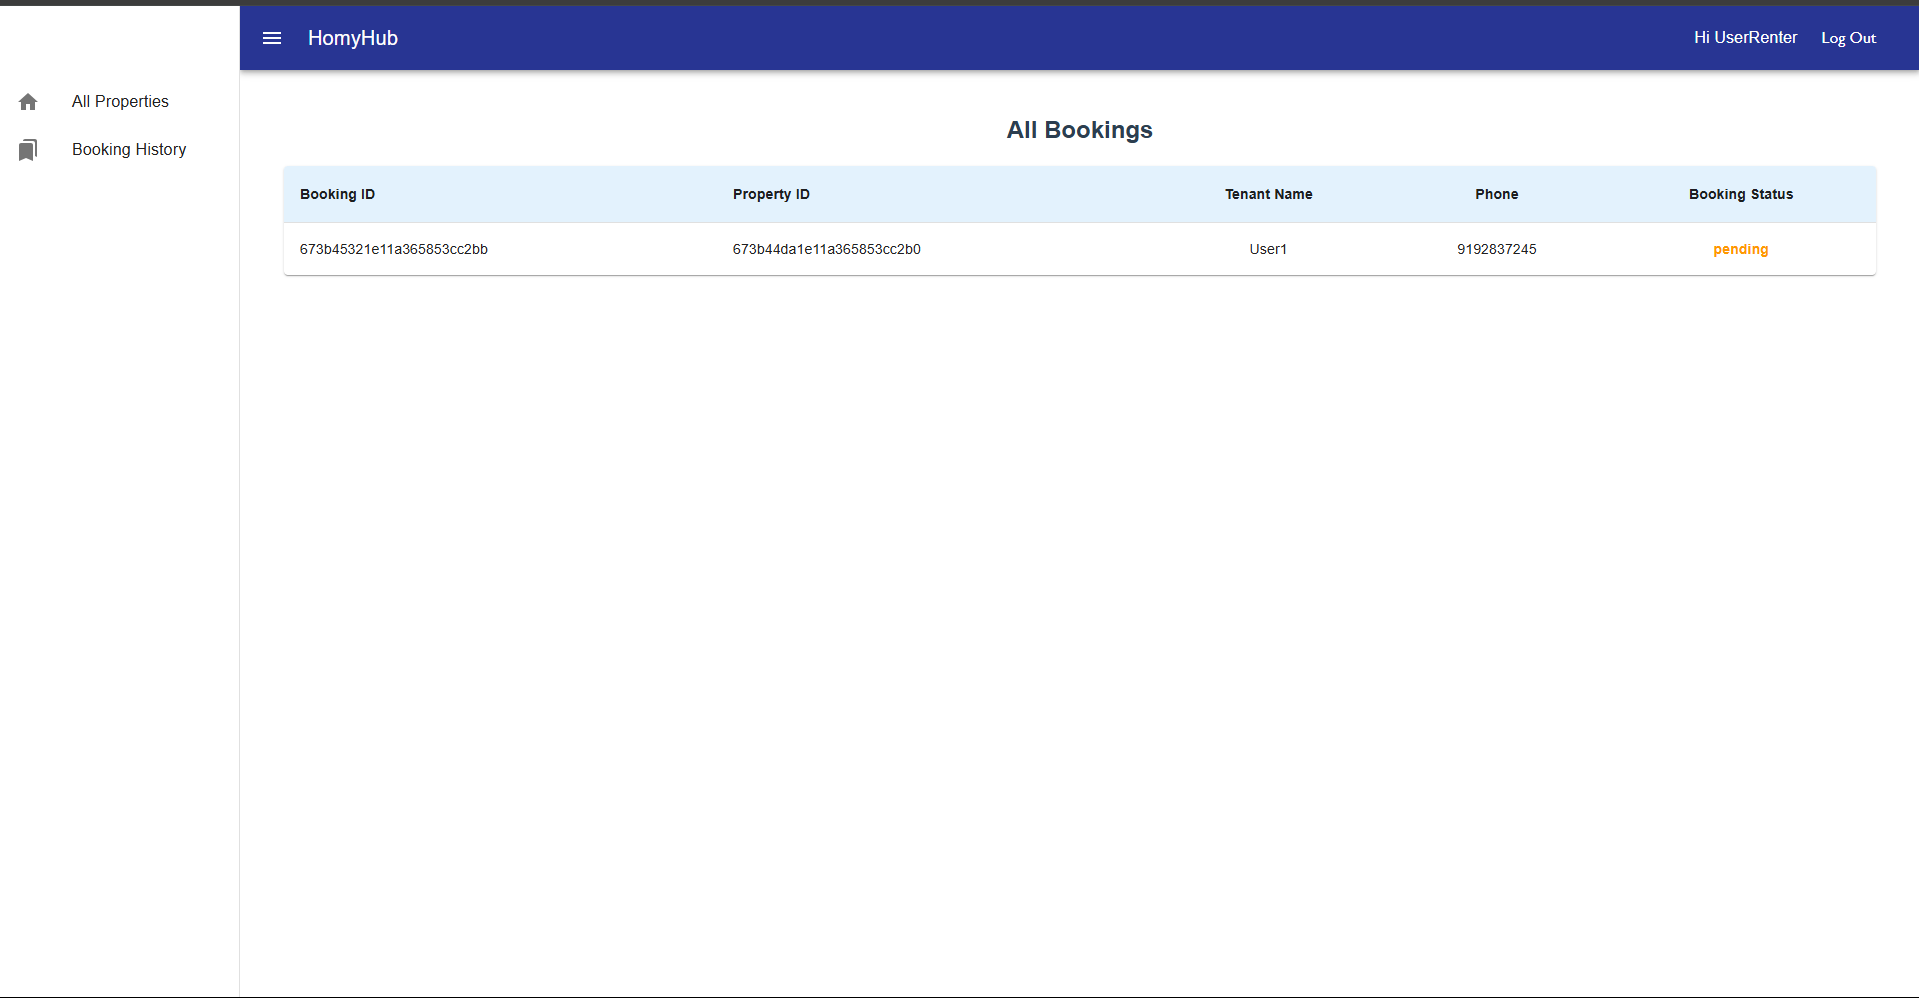 HomyHub
Hi UserRenter
Log Out
All Properties
Booking History
All Bookings
Booking ID Property ID Tenant Name Phone Booking Status
673b45321e11a365853cc2bb 673b44da1e11a365853cc2b0 User1 9192837245 pending